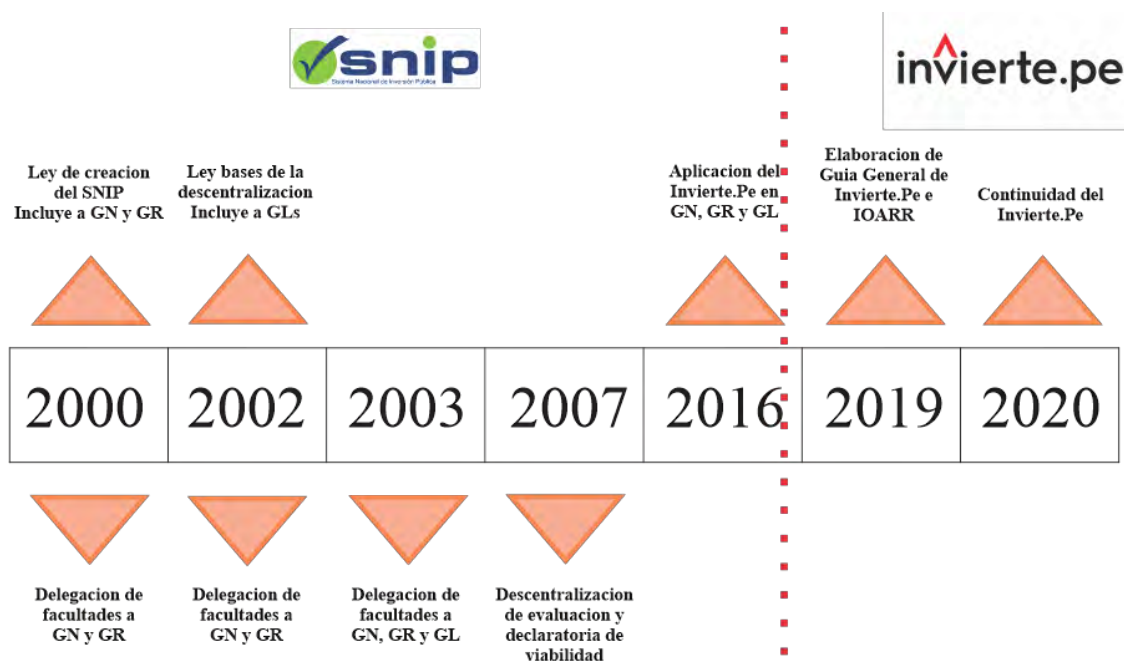 snip
Sistema Nacional de Inversión Pública
invierte.pe
Ley de creacion
del SNIP
Incluye a GN y GR
Ley bases de la
descentralizacion
Incluye a GLs
Aplicacion del
Invierte.Pe en
GN, GR y GL
Elaboracion de
Guia General de
Invierte.Pe e
IOARR
Continuidad del
Invierte.Pe
2000
2002
2003
2007
2016
2019
2020
Delegacion de
facultades a
GN y GR
Delegacion de
facultades a
GN y GR
Delegacion de
facultades a
GN, GR y GL
Descentralizacion
de evaluacion y
declaratoria de
viabilidad